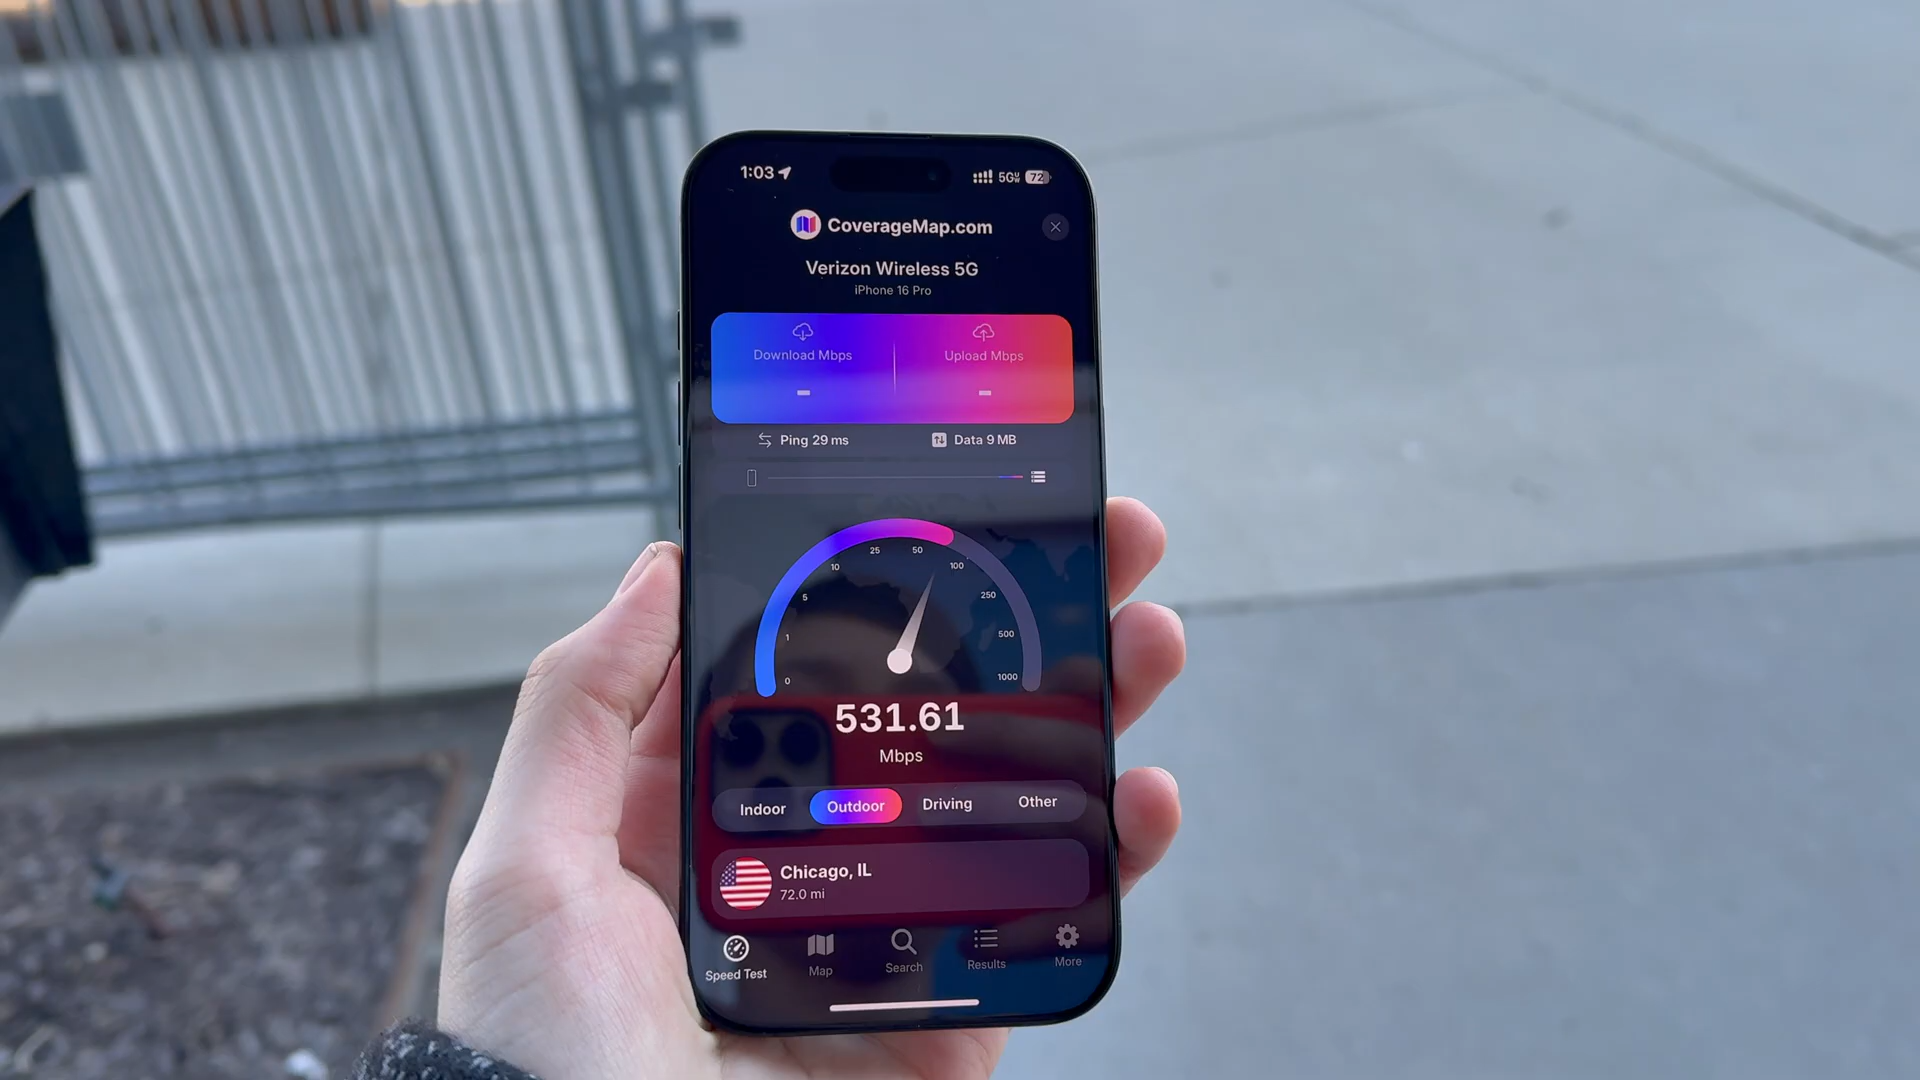 1:03
5G UW 72
CoverageMap.com
Verizon Wireless 5G
iPhone 16 Pro
Download Mbps
Upload Mbps
-
-
Ping 29 ms
Data 9 MB
0
1
5
10
25
50
100
250
500
1000
531.61
Mbps
Indoor
Outdoor
Driving
Other
Chicago, IL
72.0 mi
Speed Test
Map
Search
Results
More